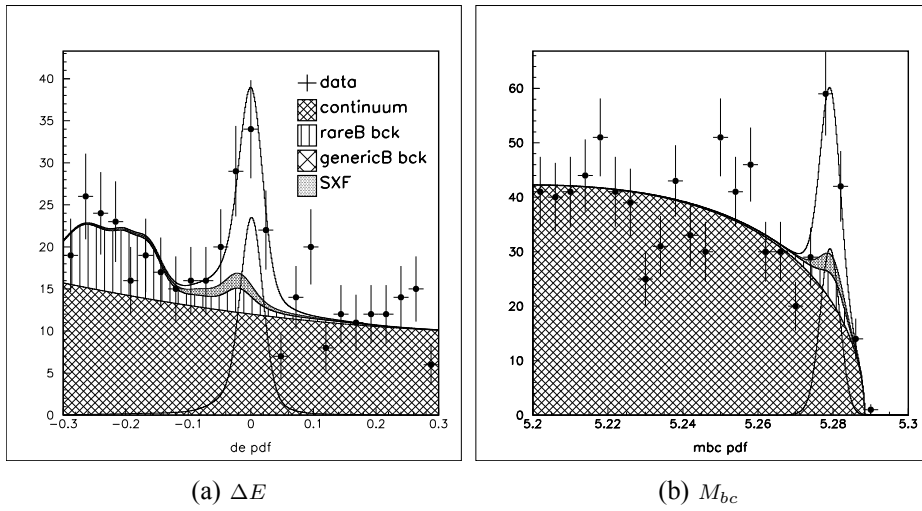 40
35
30
25
20
15
10
5
0
data
continuum
rareB bck
genericB bck
SXF
-0.3 -0.2 -0.1 0 0.1 0.2 0.3
de pdf
60
50
40
30
20
10
0
5.2 5.22 5.24 5.26 5.28 5.3
mbc pdf
(a) ΔE
(b) M_{bc}